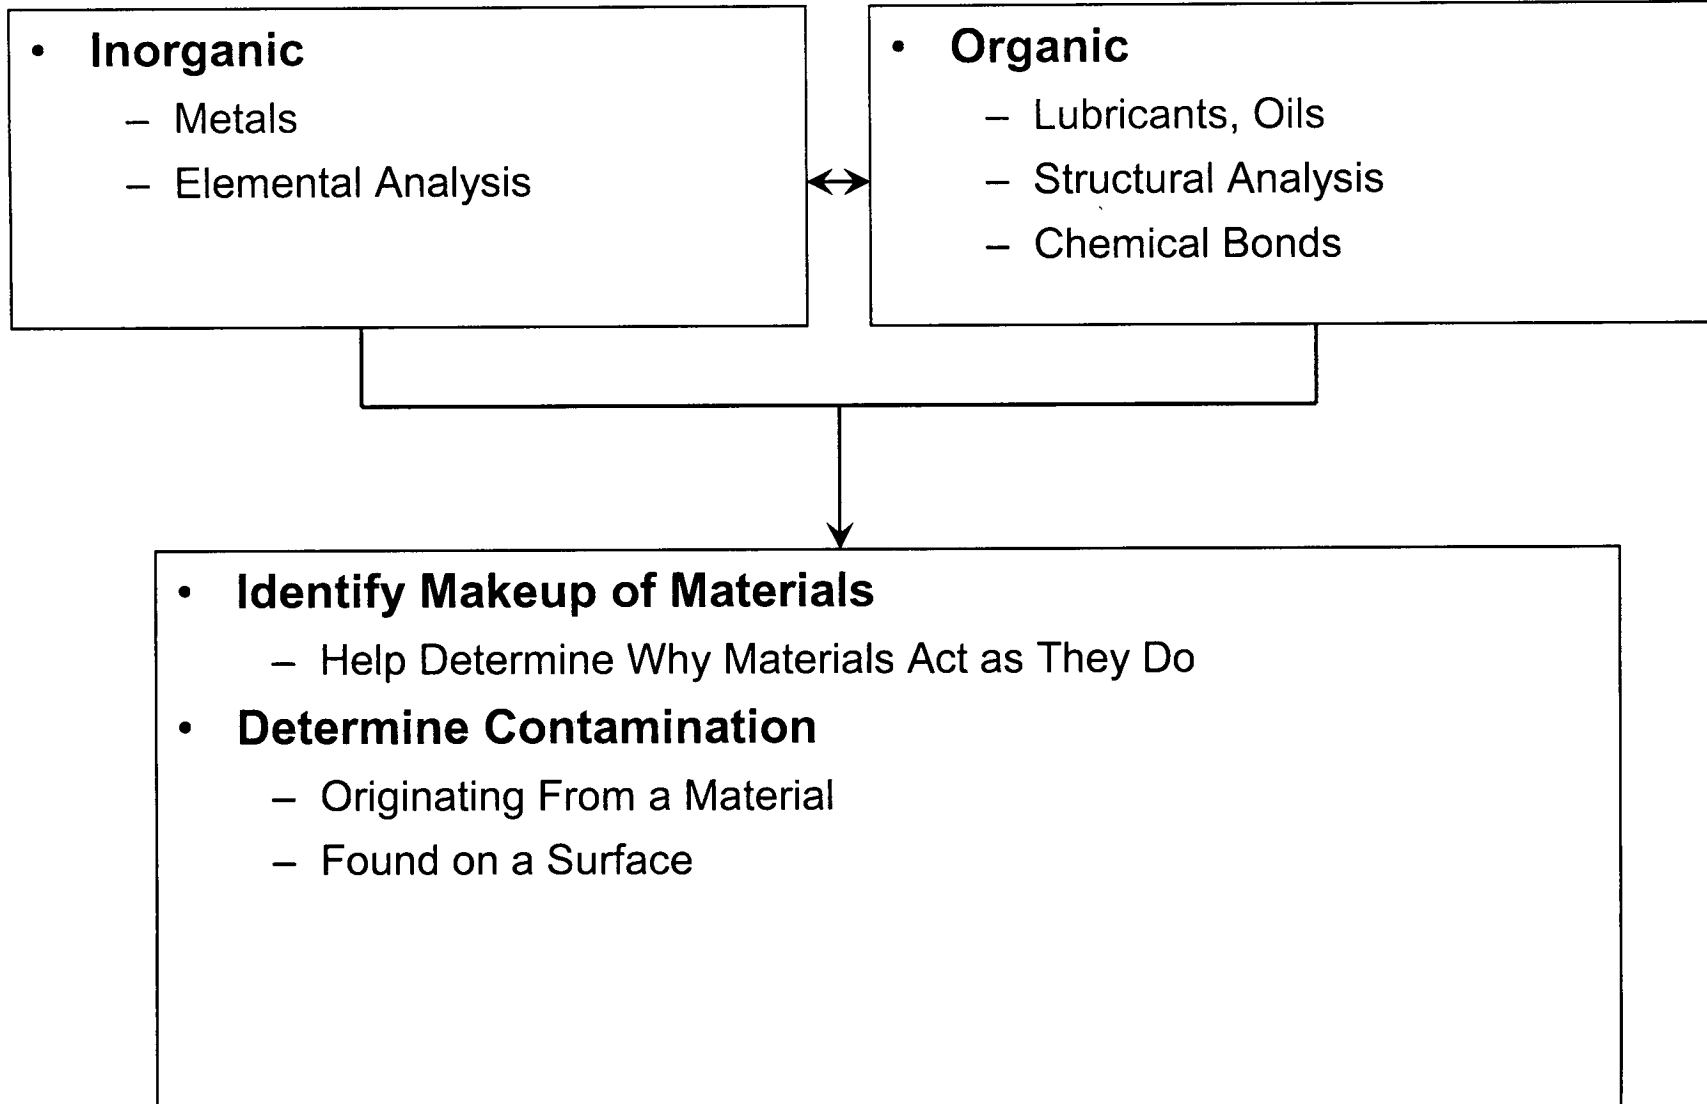 • Inorganic
– Metals
– Elemental Analysis
• Organic
– Lubricants, Oils
– Structural Analysis
– Chemical Bonds
• Identify Makeup of Materials
– Help Determine Why Materials Act as They Do
• Determine Contamination
– Originating From a Material
– Found on a Surface